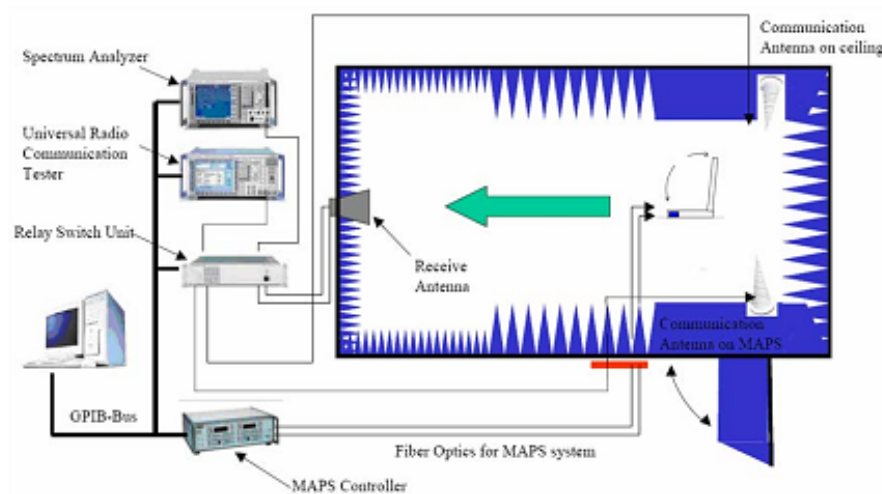 Communication
Antenna on ceiling
Spectrum Analyzer
Universal Radio
Communication
Tester
Relay Switch Unit
Receive
Antenna
Communication
Antenna on MAPS
GPIB-Bus
Fiber Optics for MAPS system
MAPS Controller